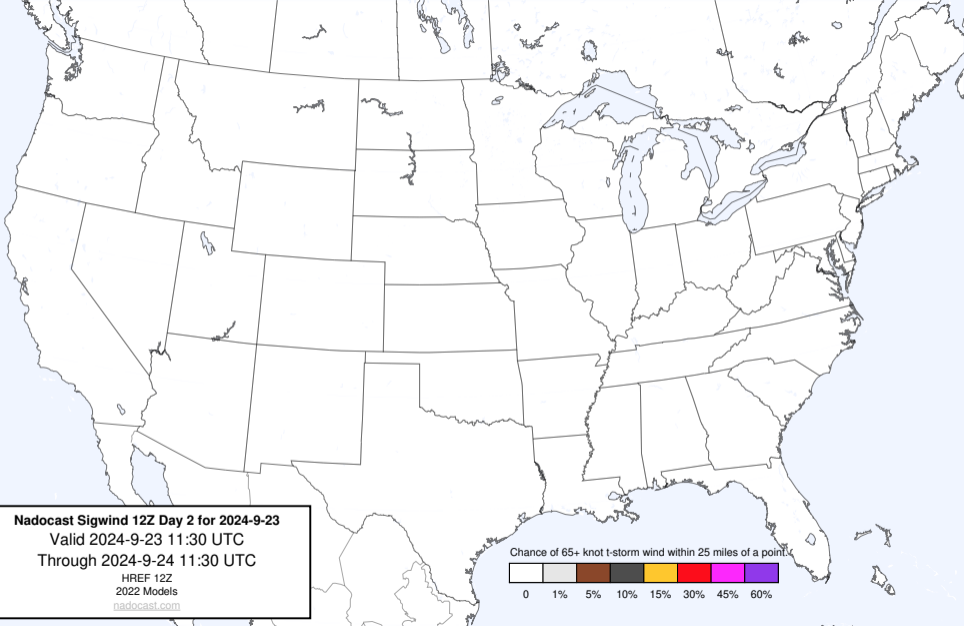 Nadocast Sigwind 12Z Day 2 for 2024-9-23
Valid 2024-9-23 11:30 UTC
Through 2024-9-24 11:30 UTC
HREF 12Z
2022 Models
nadocast.com
Chance of 65+ knot t-storm wind within 25 miles of a point.
0 1% 5% 10% 15% 30% 45% 60%